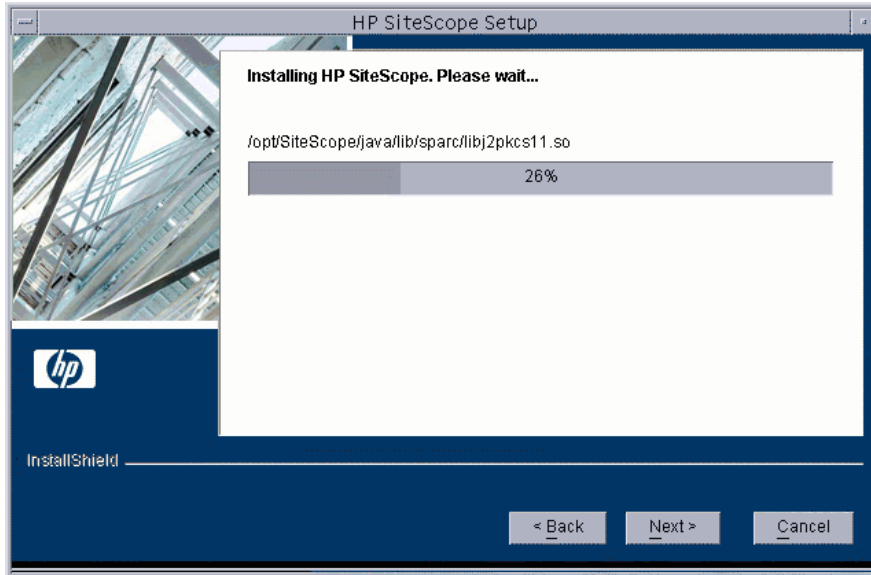 HP SiteScope Setup
Installing HP SiteScope. Please wait...
/opt/SiteScope/java/lib/sparc/libj2pkcs11.so
26%
hp
InstallShield
< Back Next > Cancel